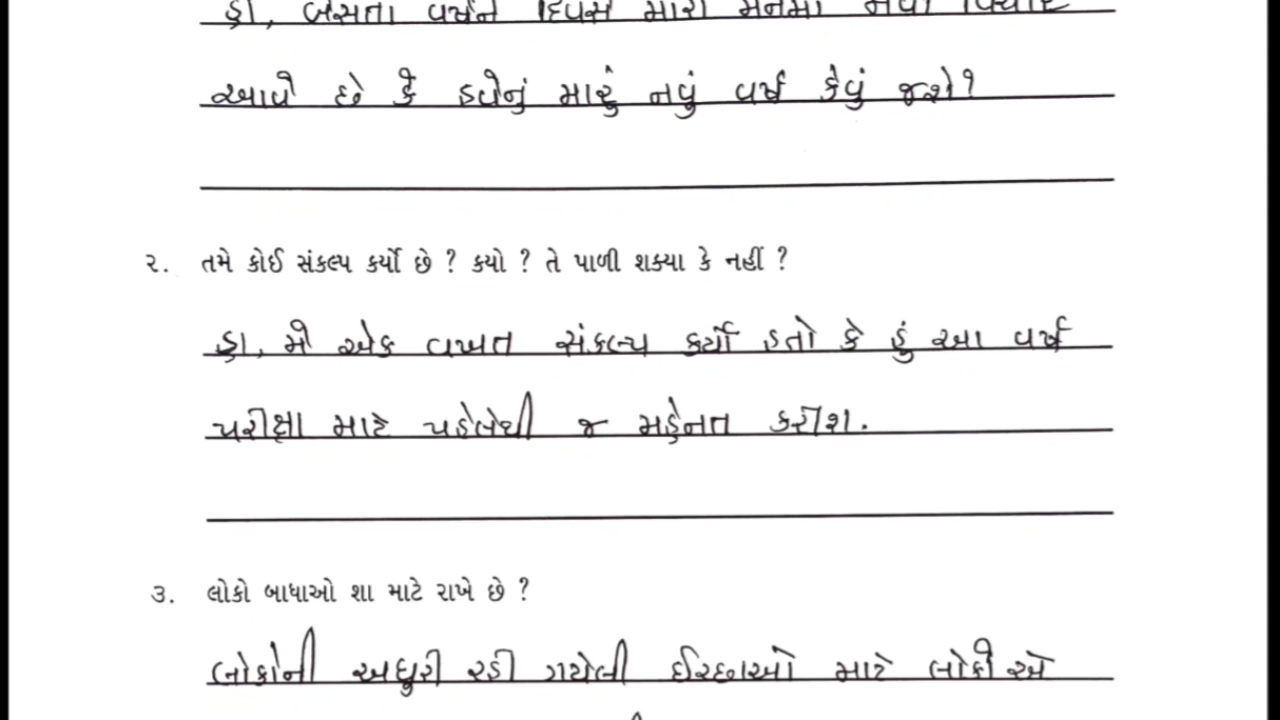 હા, બેસતા વર્ષને દિવસે મારા મનમાં નવા વિચાર
આવે છે કે હવેનું મારું નવું વર્ષ કેવું જશે?
૨. તમે કોઈ સંકલ્પ કર્યો છે ? કયો ? તે પાળી શક્યા કે નહીં ?
હા, મેં એક વખત સંકલ્પ કર્યો હતો કે હું આ વર્ષે
પરીક્ષા માટે પહેલેથી જ મહેનત કરીશ.
૩. લોકો બાધાઓ શા માટે રાખે છે ?
લોકોની અધુરી રહી ગયેલી ઈચ્છાઓ માટે લોકો એ